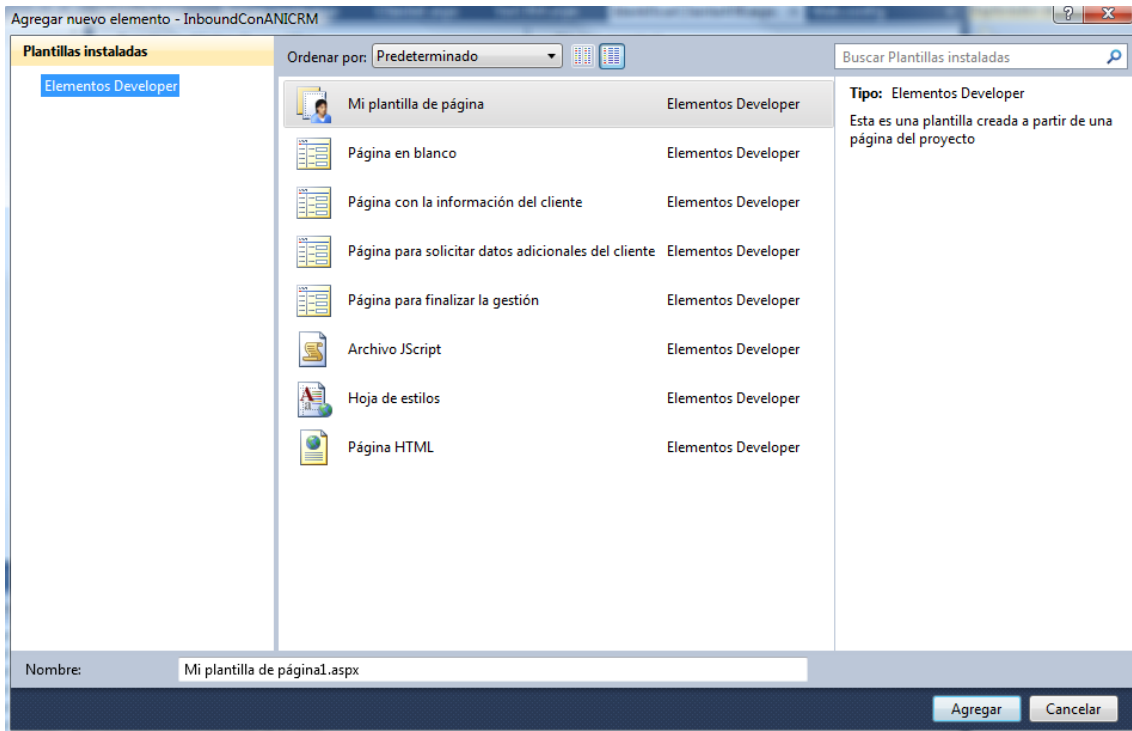 Agregar nuevo elemento - InboundConANICRM
Plantillas instaladas
Elementos Developer
Ordenar por: Predeterminado
Buscar Plantillas instaladas
Mi plantilla de página Elementos Developer
Página en blanco Elementos Developer
Página con la información del cliente Elementos Developer
Página para solicitar datos adicionales del cliente Elementos Developer
Página para finalizar la gestión Elementos Developer
Archivo JScript Elementos Developer
Hoja de estilos Elementos Developer
Página HTML Elementos Developer
Tipo: Elementos Developer
Esta es una plantilla creada a partir de una
página del proyecto
Nombre: Mi plantilla de página1.aspx
Agregar Cancelar